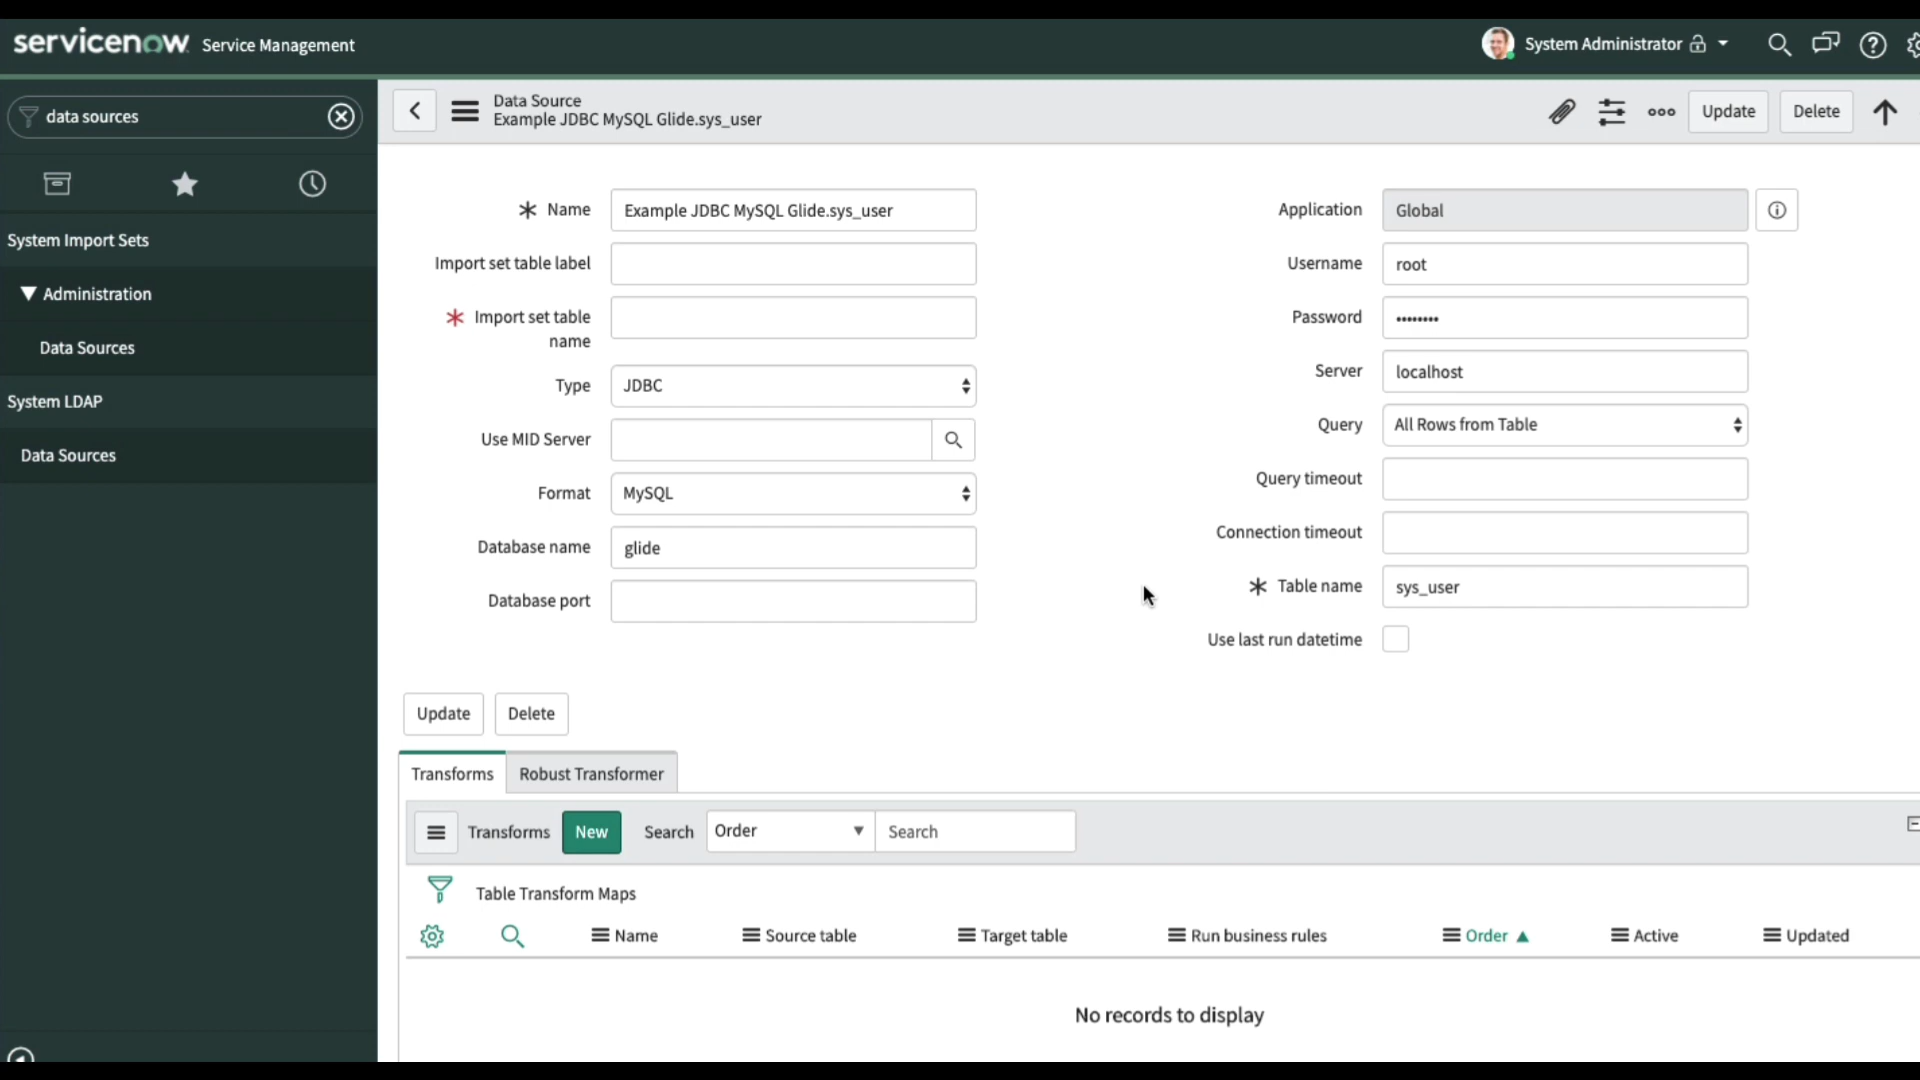 servicenow Service Management
System Administrator
data sources
System Import Sets
Administration
Data Sources
System LDAP
Data Sources
Data Source
Example JDBC MySQL Glide.sys_user
Update
Delete
Name
Example JDBC MySQL Glide.sys_user
Import set table label
Import set table
name
Type
JDBC
Use MID Server
Format
MySQL
Database name
glide
Database port
Application
Global
Username
root
Password
••••••••
Server
localhost
Query
All Rows from Table
Query timeout
Connection timeout
Table name
sys_user
Use last run datetime
Update
Delete
Transforms
Robust Transformer
Transforms
New
Search
Order
Search
Table Transform Maps
Name
Source table
Target table
Run business rules
Order
Active
Updated
No records to display